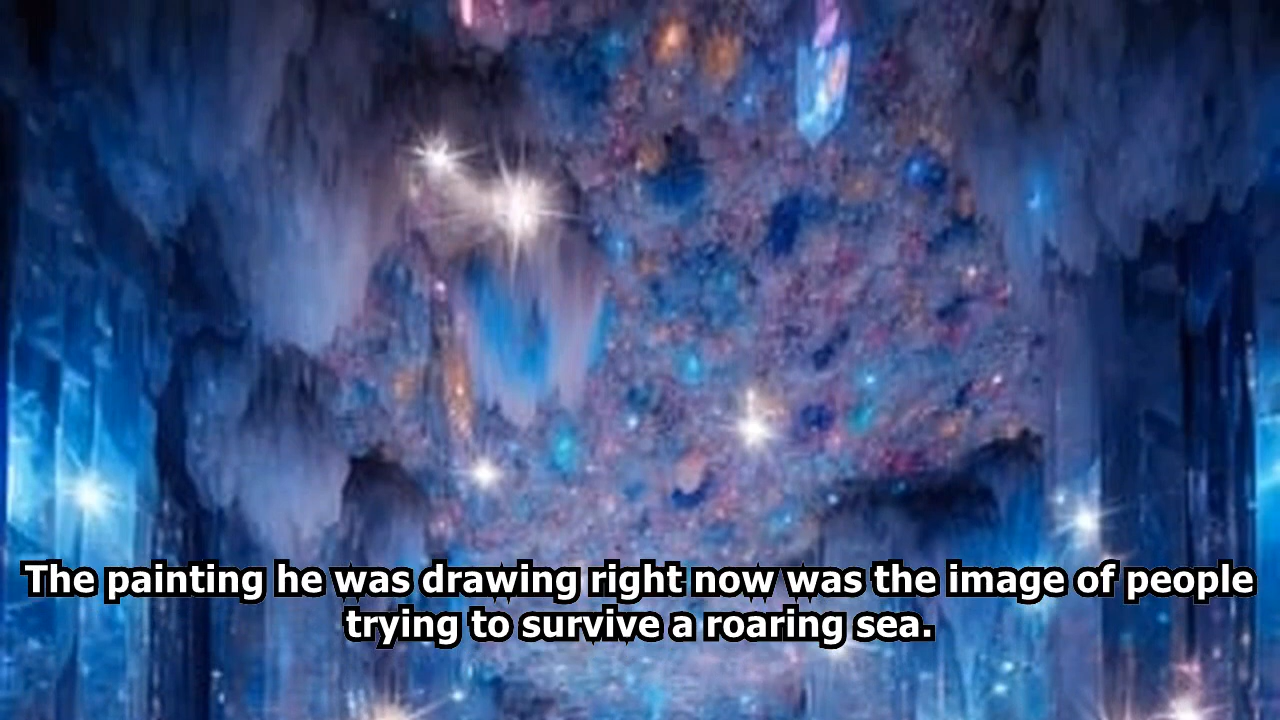 The painting he was drawing right now was the image of people
trying to survive a roaring sea.